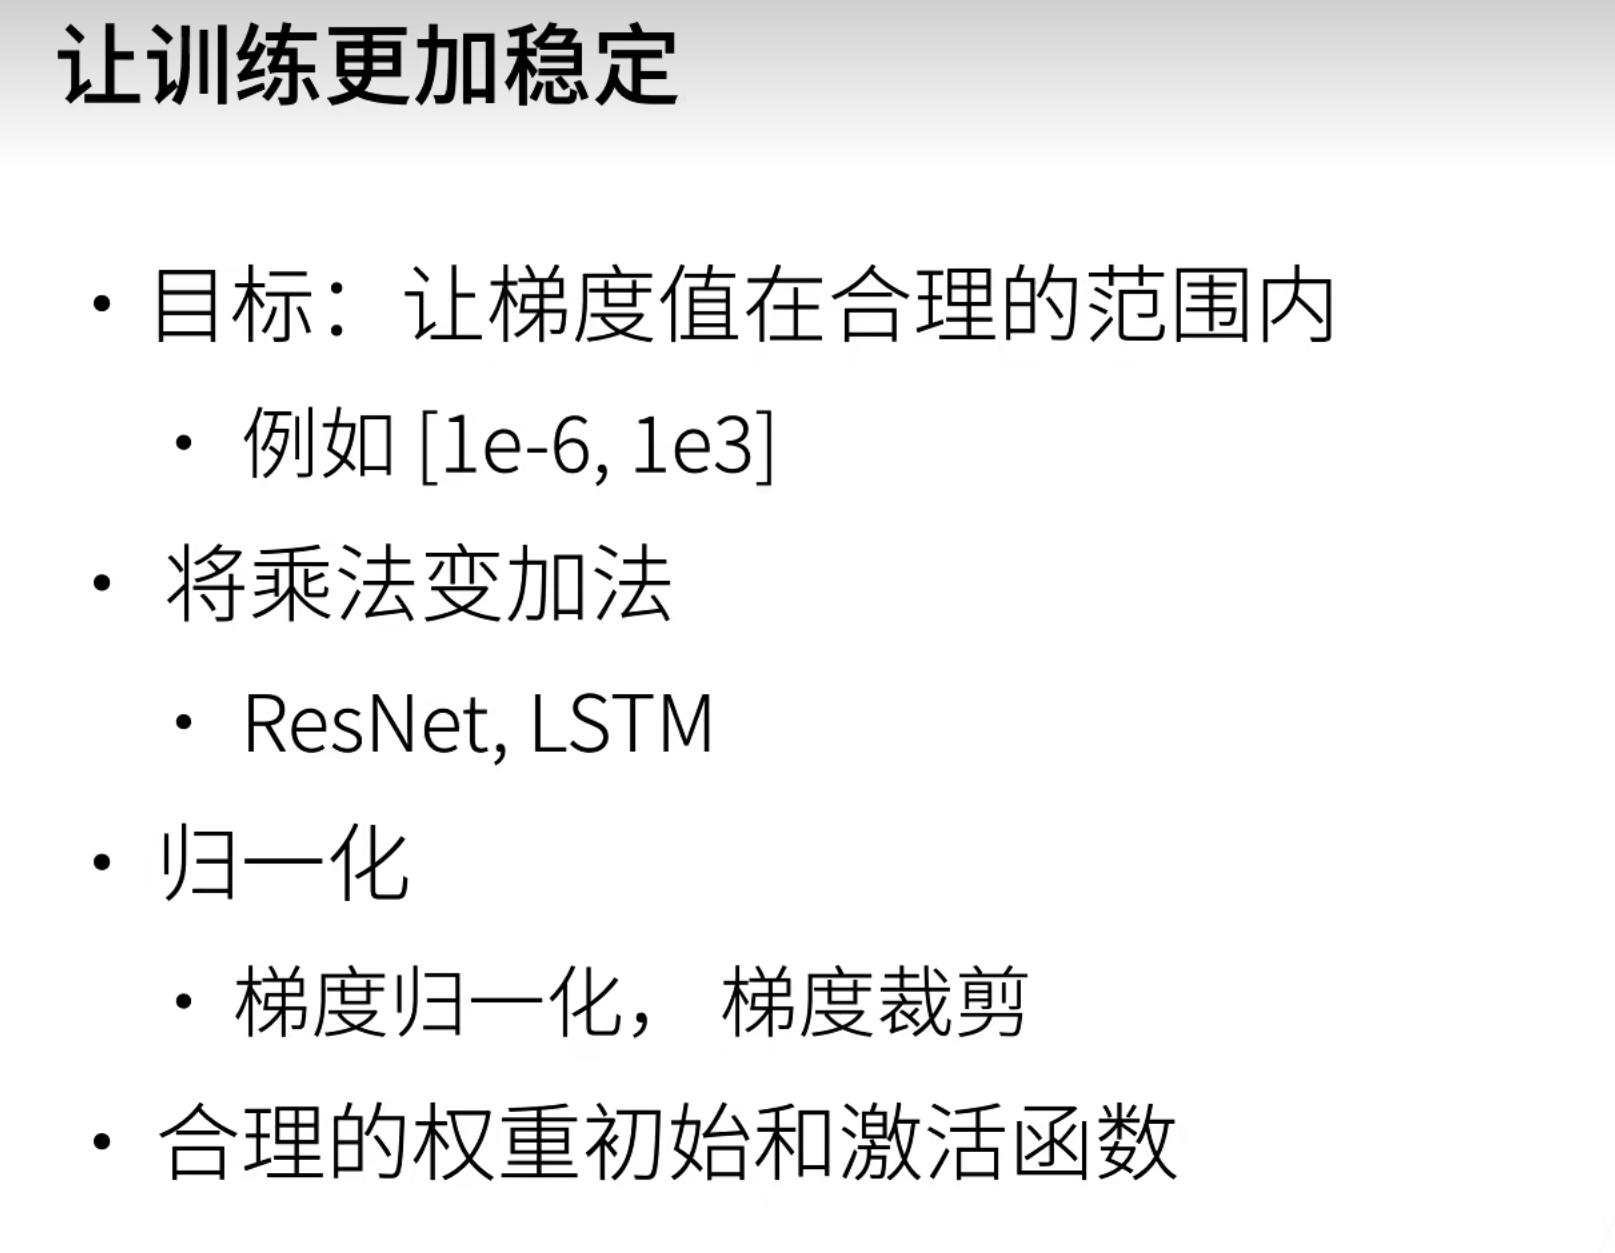 让训练更加稳定
• 目标：让梯度值在合理的范围内
• 例如 [1e-6, 1e3]
• 将乘法变加法
• ResNet, LSTM
• 归一化
• 梯度归一化，梯度裁剪
• 合理的权重初始和激活函数